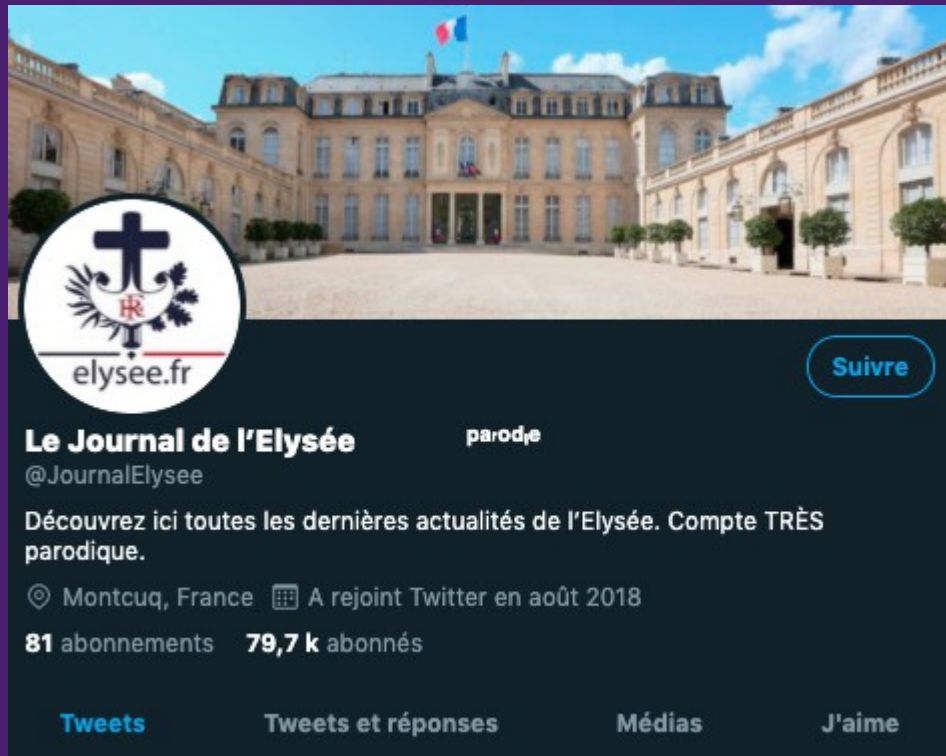 RF
elysee.fr
Suivre
Le Journal de l'Elysée parodie
@JournalElysee
Découvrez ici toutes les dernières actualités de l'Elysée. Compte TRÈS
parodique.
Montcuq, France A rejoint Twitter en août 2018
81 abonnements 79,7 k abonnés
Tweets Tweets et réponses Médias J'aime